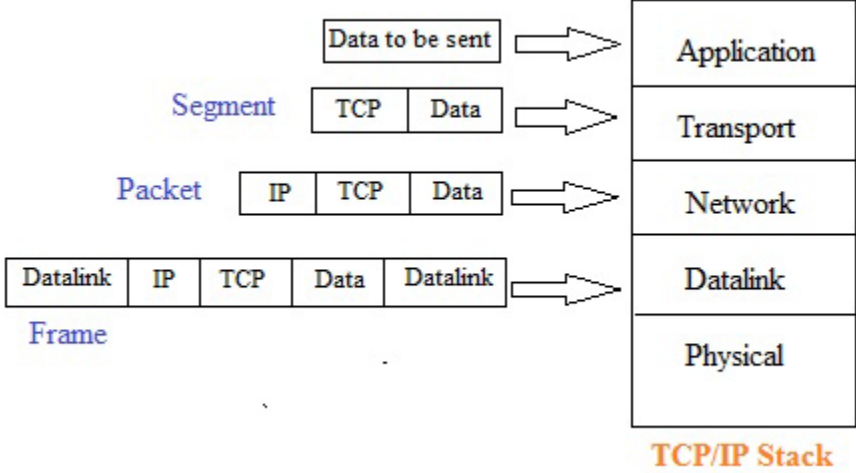 Data to be sent
Application
Segment
TCP Data
Transport
Packet
IP TCP Data
Network
Datalink IP TCP Data Datalink
Datalink
Frame
Physical
TCP/IP Stack